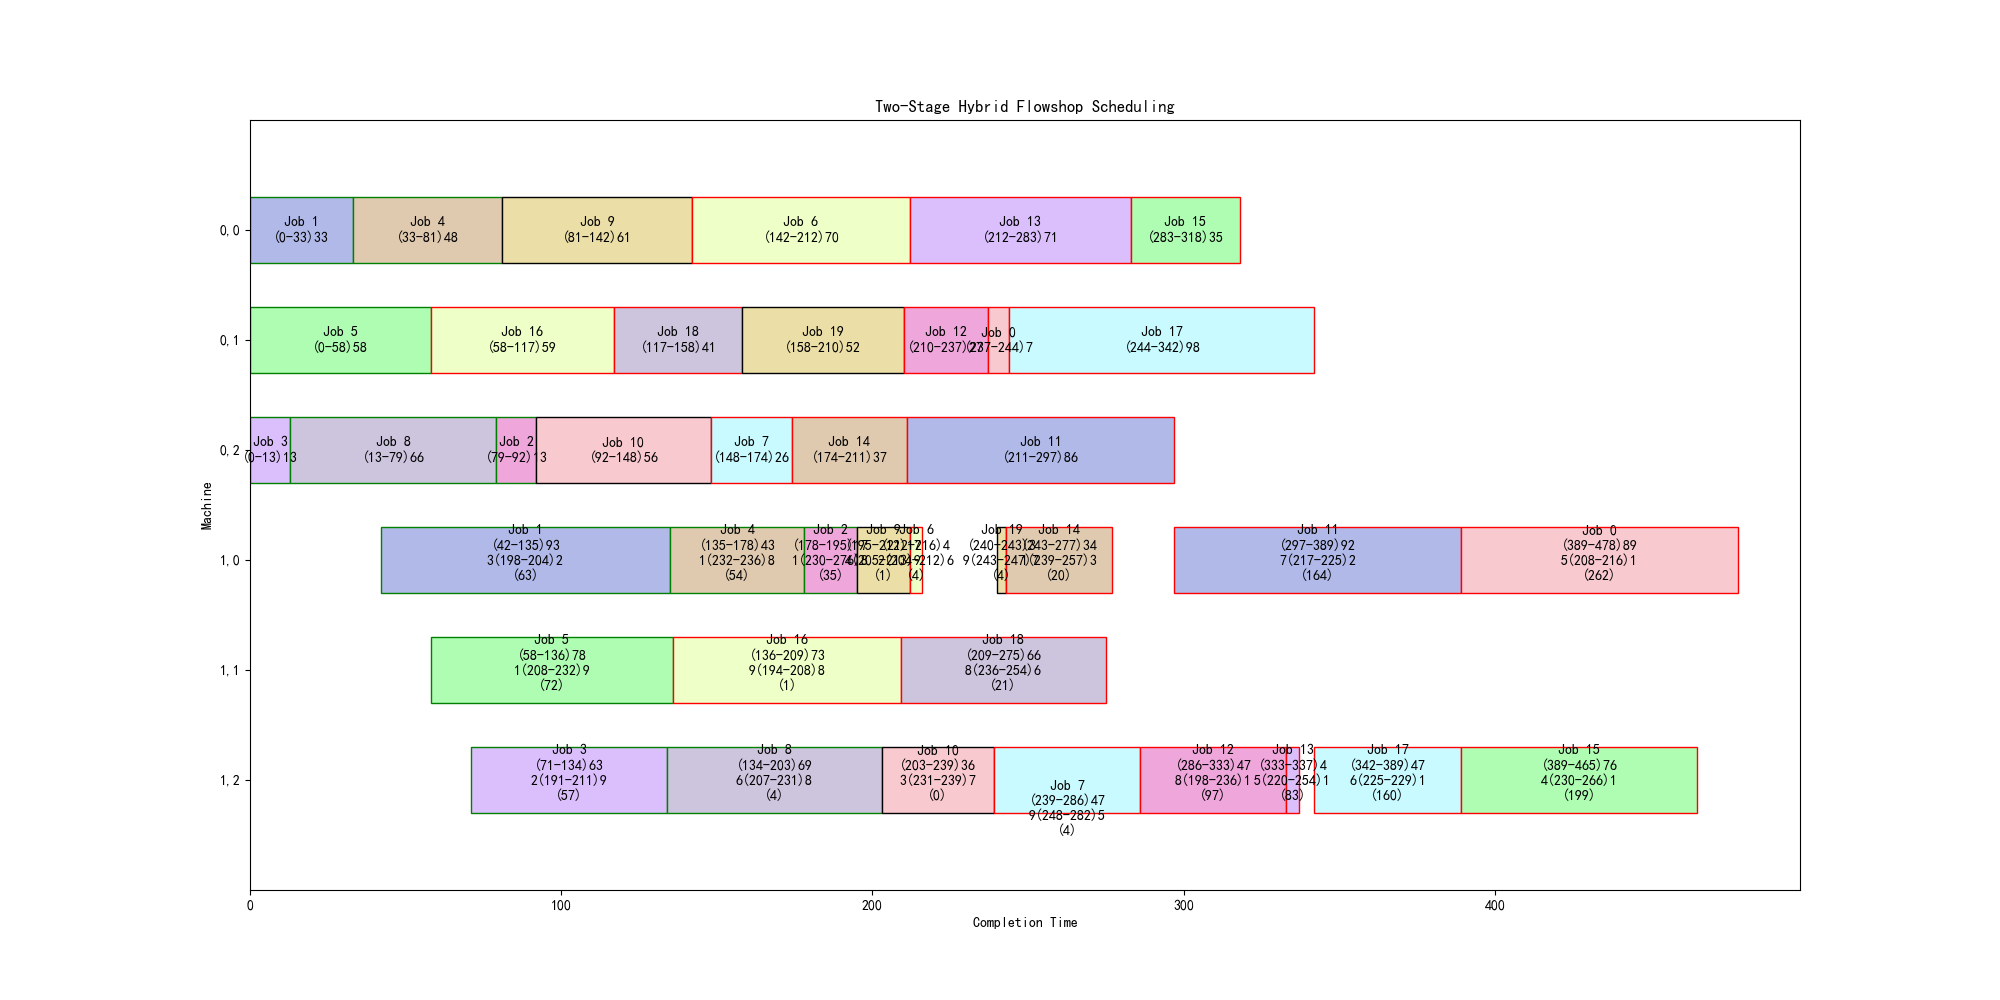 Two-Stage Hybrid Flowshop Scheduling
Machine
0,0
Job 1
(0-33)33
Job 4
(33-81)48
Job 9
(81-142)61
Job 6
(142-212)70
Job 13
(212-283)71
Job 15
(283-318)35
0,1
Job 5
(0-58)58
Job 16
(58-117)59
Job 18
(117-158)41
Job 19
(158-210)52
Job 12
(210-237)27
Job 0
(237-244)7
Job 17
(244-342)98
0,2
Job 3
(0-13)13
Job 8
(13-79)66
Job 2
(79-92)13
Job 10
(92-148)56
Job 7
(148-174)26
Job 14
(174-211)37
Job 11
(211-297)86
1,0
Job 1
(42-135)93
3(198-204)2
(63)
Job 4
(135-178)43
1(232-236)8
(54)
Job 2
(178-195)17
(35)
Job 9
(195-212)17
(1)
Job 6
(212-216)4
(4)
Job 19
(240-243)3
(4)
Job 14
(243-277)34
1(239-257)3
(20)
Job 11
(297-389)92
7(217-225)2
(164)
Job 0
(389-478)89
5(208-216)1
(262)
1,1
Job 5
(58-136)78
1(208-232)9
(72)
Job 16
(136-209)73
9(194-208)8
(1)
Job 18
(209-275)66
8(236-254)6
(21)
1,2
Job 3
(71-134)63
2(191-211)9
(57)
Job 8
(134-203)69
6(207-231)8
(4)
Job 10
(203-239)36
3(231-239)7
(0)
Job 7
(239-286)47
9(248-282)5
(4)
Job 12
(286-333)47
8(198-236)1
(97)
Job 13
(333-337)4
5(220-254)1
(83)
Job 17
(342-389)47
6(225-229)1
(160)
Job 15
(389-465)76
4(230-266)1
(199)
0
100
200
300
400
Completion Time